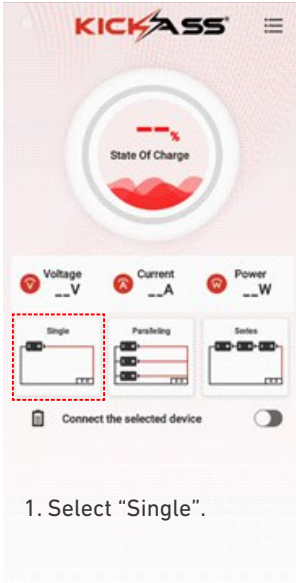 KICKASS
--%
State Of Charge
Voltage
__V
Current
__A
Power
__W
Single
Paralleling
Series
Connect the selected device
1. Select “Single”.